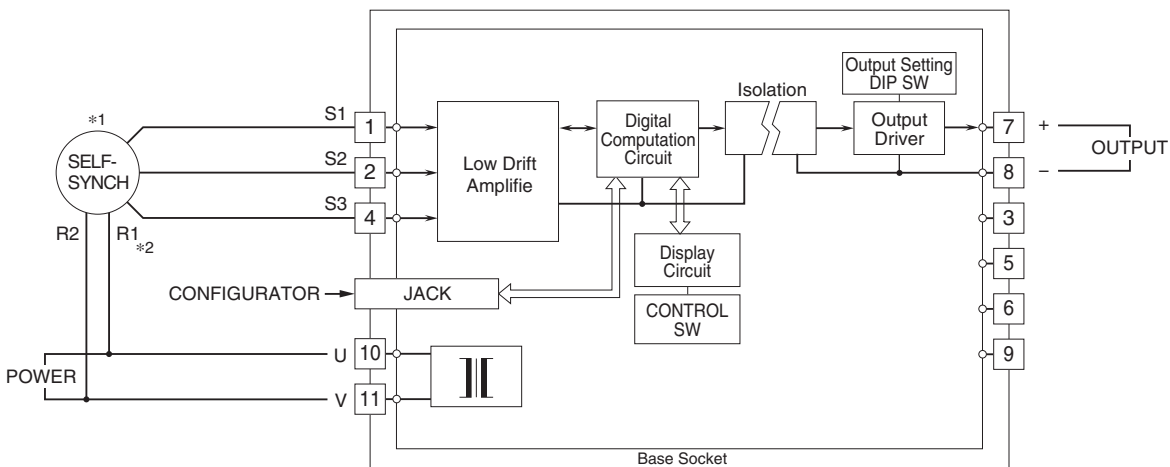 Output Setting
DIP SW
Isolation
*1
S1
1
Digital
Computation
Circuit
Output
Driver
7
+
OUTPUT
SELF-
SYNCH
S2
2
Low Drift
Amplifie
8
−
S3
4
3
R2
R1
*2
Display
Circuit
5
CONFIGURATOR
JACK
CONTROL
SW
6
U
10
9
POWER
V
11
Base Socket